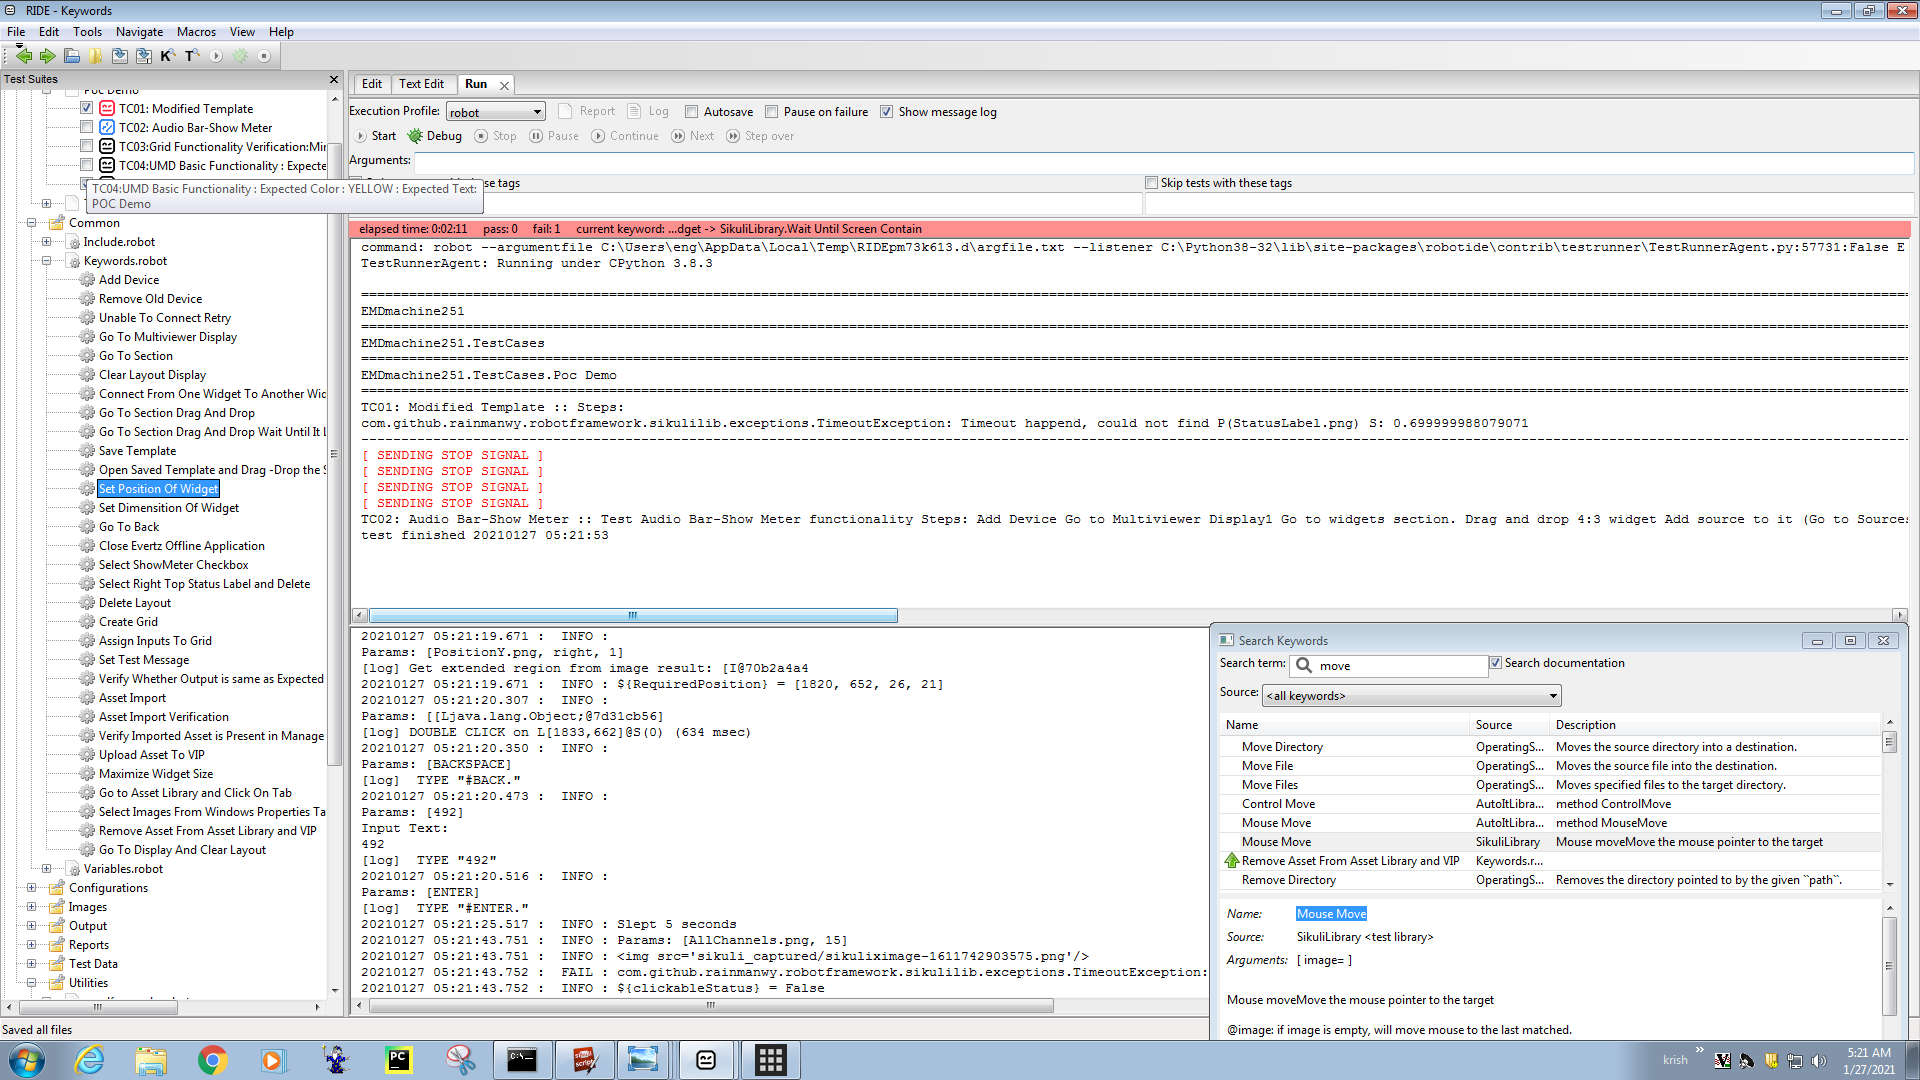 RIDE - Keywords
File Edit Tools Navigate Macros View Help
Test Suites
Poc Demo
TC01: Modified Template
TC02: Audio Bar-Show Meter
TC03:Grid Functionality Verification:Mir
TC04:UMD Basic Functionality : Expecte
TC04:UMD Basic Functionality : Expected Color : YELLOW : Expected Text:
POC Demo
Common
Include.robot
Keywords.robot
Add Device
Remove Old Device
Unable To Connect Retry
Go To Multiviewer Display
Go To Section
Clear Layout Display
Connect From One Widget To Another Wid
Go To Section Drag And Drop
Go To Section Drag And Drop Wait Until It L
Save Template
Open Saved Template and Drag -Drop the S
Set Position Of Widget
Set Dimensition Of Widget
Go To Back
Close Evertz Offline Application
Select ShowMeter Checkbox
Select Right Top Status Label and Delete
Delete Layout
Create Grid
Assign Inputs To Grid
Set Test Message
Verify Whether Output is same as Expected
Asset Import
Asset Import Verification
Verify Imported Asset is Present in Manage
Upload Asset To VIP
Maximize Widget Size
Go to Asset Library and Click On Tab
Select Images From Windows Properties Ta
Remove Asset From Asset Library and VIP
Go To Display And Clear Layout
Variables.robot
Configurations
Images
Output
Reports
Test Data
Utilities
Saved all files
Edit Text Edit Run
Execution Profile: robot Report Log Autosave Pause on failure Show message log
Start Debug Stop Pause Continue Next Step over
Arguments:
these tags Skip tests with these tags
elapsed time: 0:02:11 pass: 0 fail: 1 current keyword: ...dget -> SikuliLibrary.Wait Until Screen Contain
command: robot --argumentfile C:\Users\eng\AppData\Local\Temp\RIDEpm73k613.d\argfile.txt --listener C:\Python38-32\lib\site-packages\robotide\contrib\testrunner\TestRunnerAgent.py:57731:False E
TestRunnerAgent: Running under CPython 3.8.3
EMDmachine251
EMDmachine251.TestCases
EMDmachine251.TestCases.Poc Demo
TC01: Modified Template :: Steps:
com.github.rainmanwy.robotframework.sikulilib.exceptions.TimeoutException: Timeout happend, could not find P(StatusLabel.png) S: 0.699999988079071
[ SENDING STOP SIGNAL ]
[ SENDING STOP SIGNAL ]
[ SENDING STOP SIGNAL ]
[ SENDING STOP SIGNAL ]
TC02: Audio Bar-Show Meter :: Test Audio Bar-Show Meter functionality Steps: Add Device Go to Multiviewer Display1 Go to widgets section. Drag and drop 4:3 widget Add source to it (Go to Sources
test finished 20210127 05:21:53
20210127 05:21:19.671 : INFO :
Params: [PositionY.png, right, 1]
[log] Get extended region from image result: [I@70b2a4a4
20210127 05:21:19.671 : INFO : ${RequiredPosition} = [1820, 652, 26, 21]
20210127 05:21:20.307 : INFO :
Params: [[Ljava.lang.Object;@7d31cb56]
[log] DOUBLE CLICK on L[1833,662]@S(0) (634 msec)
20210127 05:21:20.350 : INFO :
Params: [BACKSPACE]
[log] TYPE "#BACK."
20210127 05:21:20.473 : INFO :
Params: [492]
Input Text:
492
[log] TYPE "492"
20210127 05:21:20.516 : INFO :
Params: [ENTER]
[log] TYPE "#ENTER."
20210127 05:21:25.517 : INFO : Slept 5 seconds
20210127 05:21:43.751 : INFO : Params: [AllChannels.png, 15]
20210127 05:21:43.751 : INFO : <img src='sikuli_captured/sikuliximage-1611742903575.png'/>
20210127 05:21:43.752 : FAIL : com.github.rainmanwy.robotframework.sikulilib.exceptions.TimeoutException:
20210127 05:21:43.752 : INFO : ${clickableStatus} = False
Search Keywords
Search term: move Search documentation
Source: <all keywords>
Name Source Description
Move Directory OperatingS... Moves the source directory into a destination.
Move File OperatingS... Moves the source file into the destination.
Move Files OperatingS... Moves specified files to the target directory.
Control Move AutoItLibra... method ControlMove
Mouse Move AutoItLibra... method MouseMove
Mouse Move SikuliLibrary Mouse moveMove the mouse pointer to the target
Remove Asset From Asset Library and VIP Keywords.r...
Remove Directory OperatingS... Removes the directory pointed to by the given ``path``.
Name: Mouse Move
Source: SikuliLibrary <test library>
Arguments: [ image= ]
Mouse moveMove the mouse pointer to the target
@image: if image is empty, will move mouse to the last matched.
krish
5:21 AM
1/27/2021